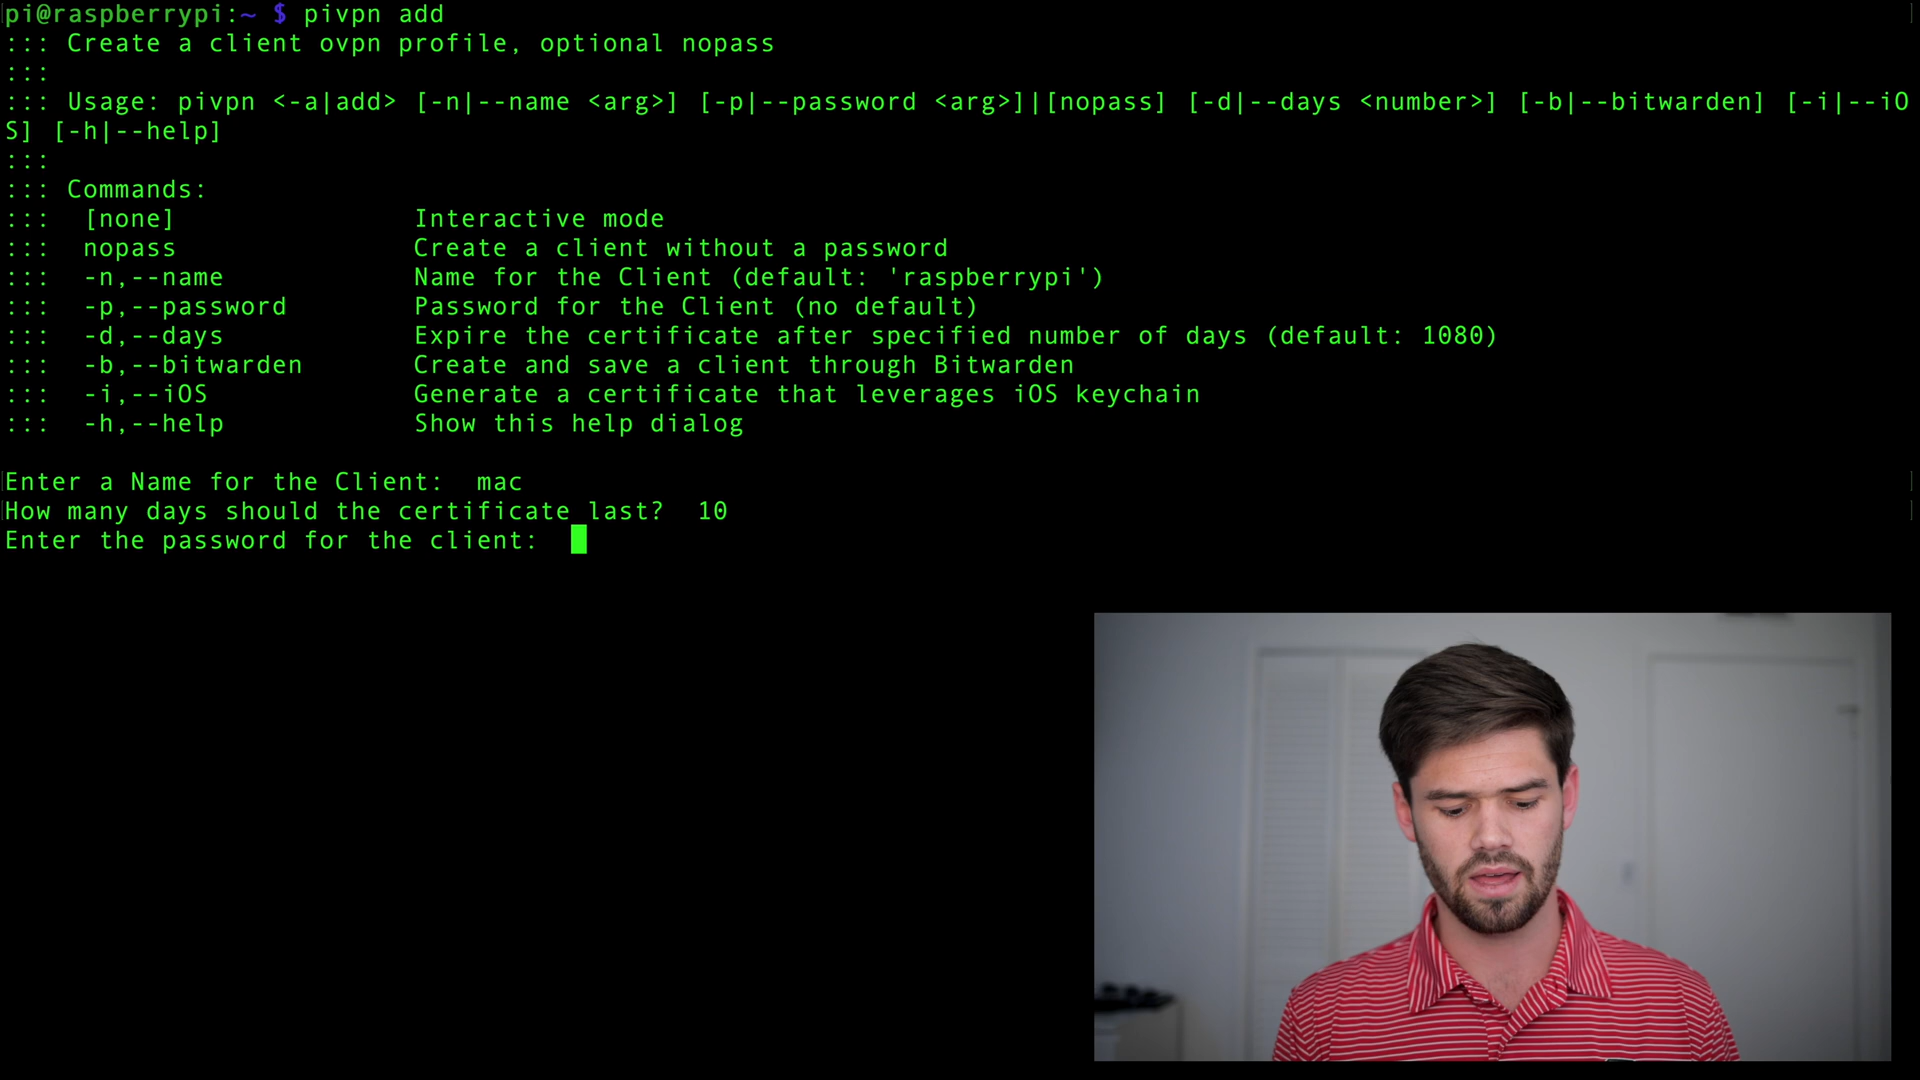 pi@raspberrypi:~ $ pivpn add
::: Create a client ovpn profile, optional nopass
:::
::: Usage: pivpn <-a|add> [-n|--name <arg>] [-p|--password <arg>]|[nopass] [-d|--days <number>] [-b|--bitwarden] [-i|--iO
S] [-h|--help]
:::
::: Commands:
:::  [none]               Interactive mode
:::  nopass               Create a client without a password
:::  -n,--name            Name for the Client (default: 'raspberrypi')
:::  -p,--password        Password for the Client (no default)
:::  -d,--days            Expire the certificate after specified number of days (default: 1080)
:::  -b,--bitwarden       Create and save a client through Bitwarden
:::  -i,--iOS             Generate a certificate that leverages iOS keychain
:::  -h,--help            Show this help dialog
Enter a Name for the Client:  mac
How many days should the certificate last?  10
Enter the password for the client: